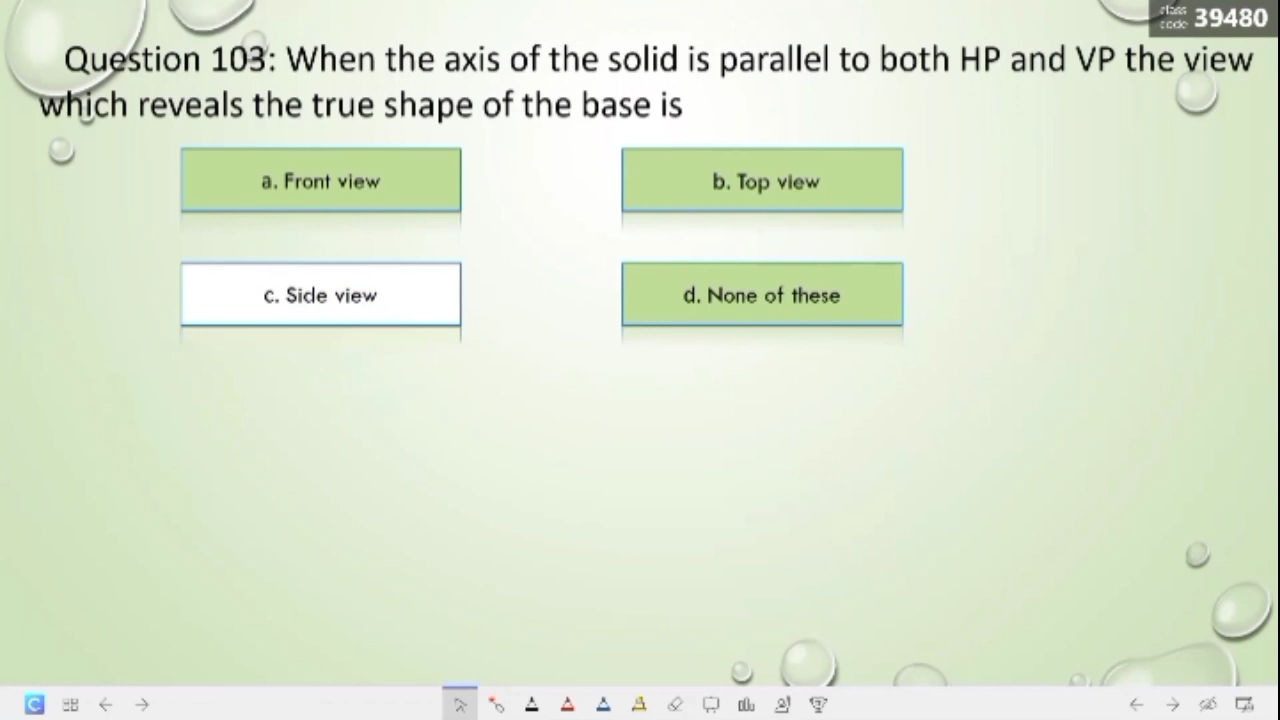 class code 39480
Question 103: When the axis of the solid is parallel to both HP and VP the view
which reveals the true shape of the base is
a. Front view
b. Top view
c. Side view
d. None of these